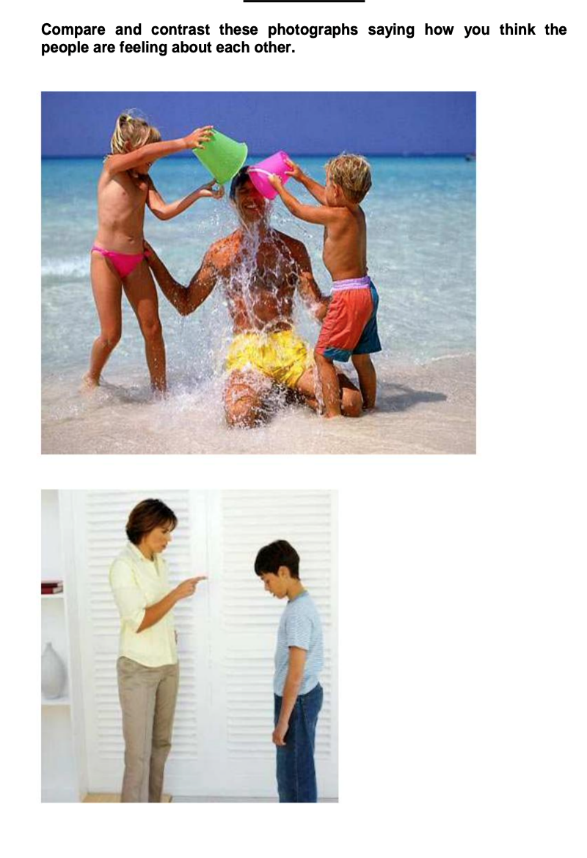 Compare and contrast these photographs saying how you think the
people are feeling about each other.